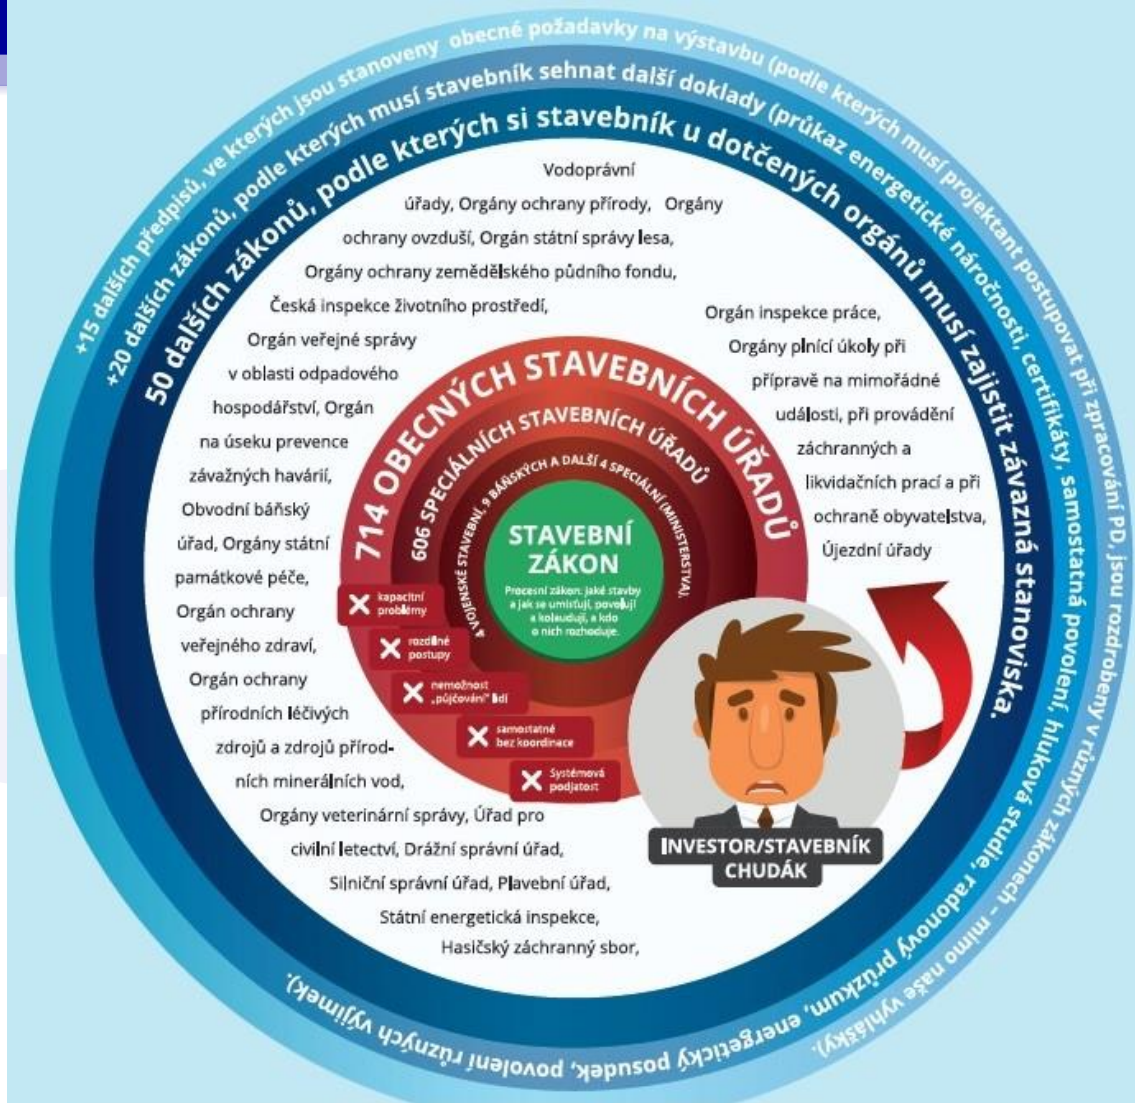 +15 dalších předpisů, ve kterých jsou stanoveny obecné požadavky na výstavbu (podle kterých musí projektant postupovat při zpracování PD, jsou rozdrobeny v různých zákonech - mimo naše vyhlášky).
+20 dalších zákonů, podle kterých musí stavebník sehnat další doklady (průkaz energetické náročnosti, certifikáty, samostatná povolení, hluková studie, radonový průzkum, energetický posudek, povolení různých výjimek).
50 dalších zákonů, podle kterých si stavebník u dotčených orgánů musí zajistit závazná stanoviska.
Vodoprávní
úřady, Orgány ochrany přírody, Orgány
ochrany ovzduší, Orgán státní správy lesa,
Orgány ochrany zemědělského půdního fondu,
Česká inspekce životního prostředí,
Orgán veřejné správy
v oblasti odpadového
hospodářství, Orgán
na úseku prevence
závažných havárií,
Obvodní báňský
úřad, Orgány státní
památkové péče,
Orgán ochrany
veřejného zdraví,
Orgán ochrany
přírodních léčivých
zdrojů a zdrojů přírod-
ních minerálních vod,
Orgány veterinární správy, Úřad pro
civilní letectví, Drážní správní úřad,
Silniční správní úřad, Plavební úřad,
Státní energetická inspekce,
Hasičský záchranný sbor,
Orgán inspekce práce,
Orgány plnící úkoly při
přípravě na mimořádné
události, při provádění
záchranných a
likvidačních prací a při
ochraně obyvatelstva,
Újezdní úřady
714 OBECNÝCH STAVEBNÍCH ÚŘADŮ
606 SPECIÁLNÍCH STAVEBNÍCH ÚŘADŮ
4 VOJENSKÉ STAVEBNÍ, 9 BÁŇSKÝCH A DALŠÍ 4 SPECIÁLNÍ (MINISTERSTVA),
STAVEBNÍ
ZÁKON
Procesní zákon: jaké stavby
a jak se umisťují, povolují
a kolaudují, a kdo
o nich rozhoduje.
kapacitní
problémy
rozdílné
postupy
nemožnost
„půjčování" lidí
samostatné
bez koordinace
Systémová
podjatost
INVESTOR/STAVEBNÍK
CHUDÁK